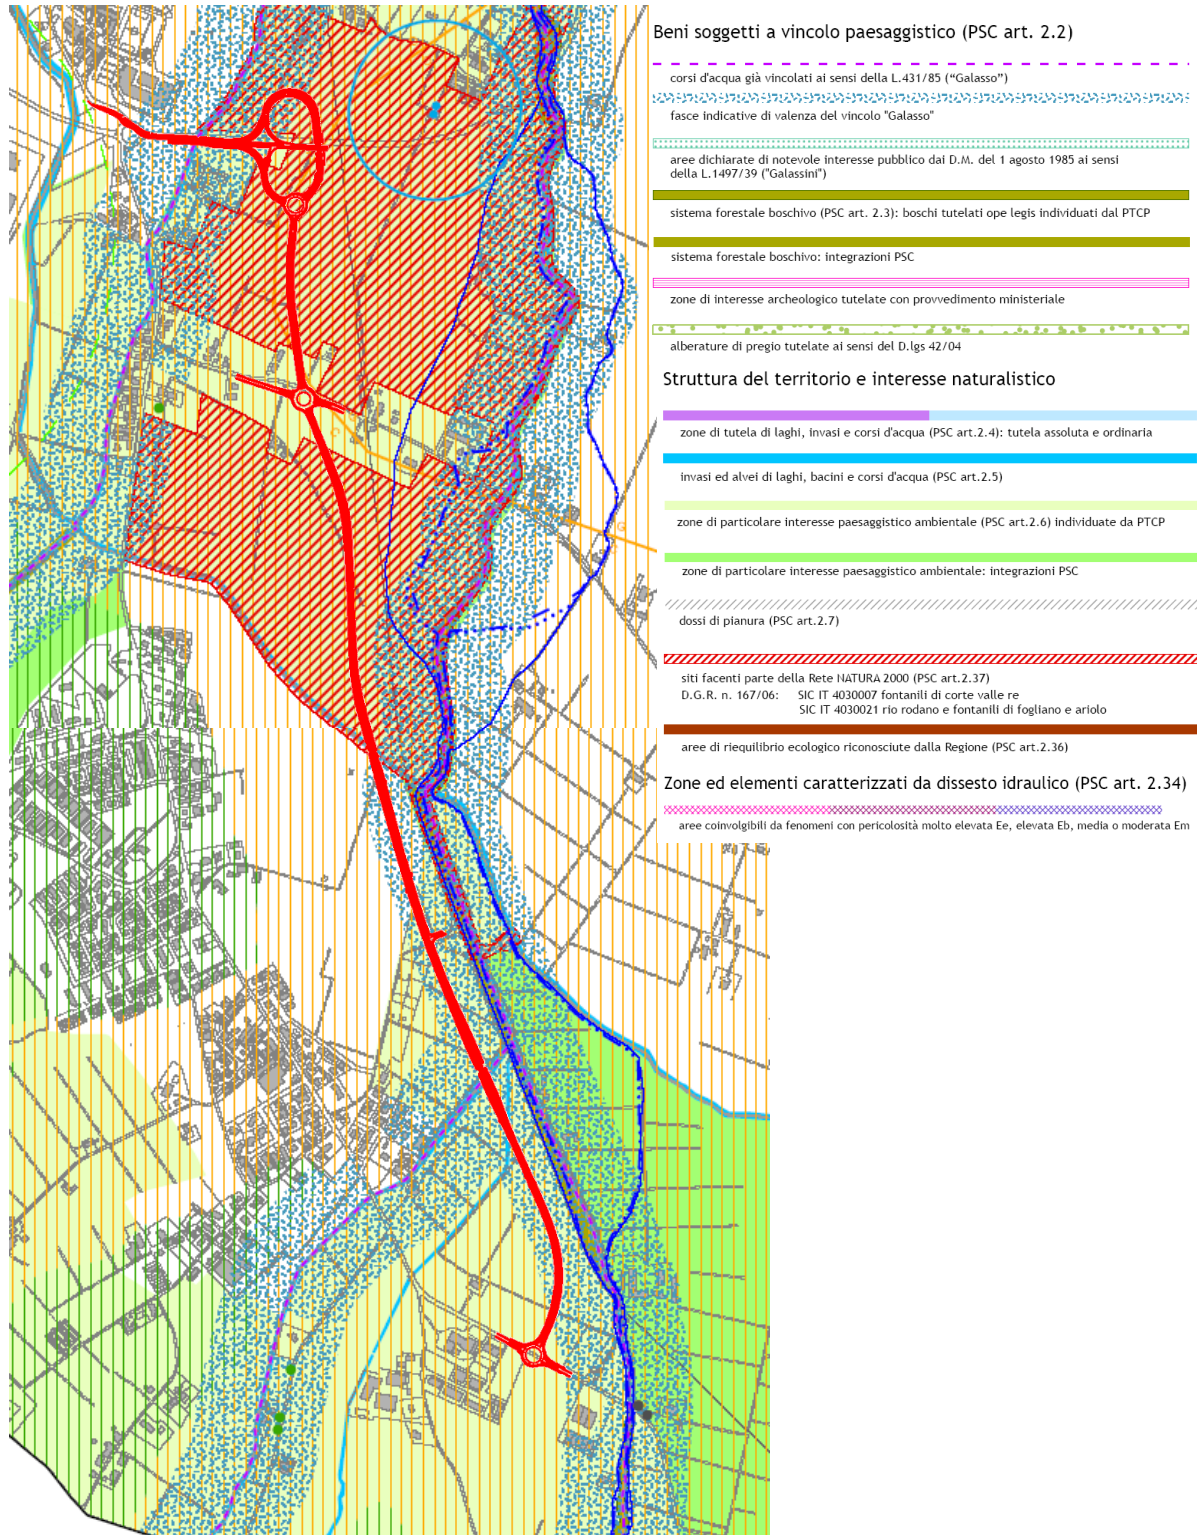 Beni soggetti a vincolo paesaggistico (PSC art. 2.2)
corsi d'acqua già vincolati ai sensi della L.431/85 (“Galasso”)
fasce indicative di valenza del vincolo "Galasso"
aree dichiarate di notevole interesse pubblico dai D.M. del 1 agosto 1985 ai sensi
della L.1497/39 ("Galassini")
sistema forestale boschivo (PSC art. 2.3): boschi tutelati ope legis individuati dal PTCP
sistema forestale boschivo: integrazioni PSC
zone di interesse archeologico tutelate con provvedimento ministeriale
alberature di pregio tutelate ai sensi del D.lgs 42/04
Struttura del territorio e interesse naturalistico
zone di tutela di laghi, invasi e corsi d'acqua (PSC art.2.4): tutela assoluta e ordinaria
invasi ed alvei di laghi, bacini e corsi d'acqua (PSC art.2.5)
zone di particolare interesse paesaggistico ambientale (PSC art.2.6) individuate da PTCP
zone di particolare interesse paesaggistico ambientale: integrazioni PSC
dossi di pianura (PSC art.2.7)
siti facenti parte della Rete NATURA 2000 (PSC art.2.37)
D.G.R. n. 167/06: SIC IT 4030007 fontanili di corte valle re
SIC IT 4030021 rio rodano e fontanili di fogliano e ariolo
aree di riequilibrio ecologico riconosciute dalla Regione (PSC art.2.36)
Zone ed elementi caratterizzati da dissesto idraulico (PSC art. 2.34)
aree coinvolgibili da fenomeni con pericolosità molto elevata Ee, elevata Eb, media o moderata Em
G